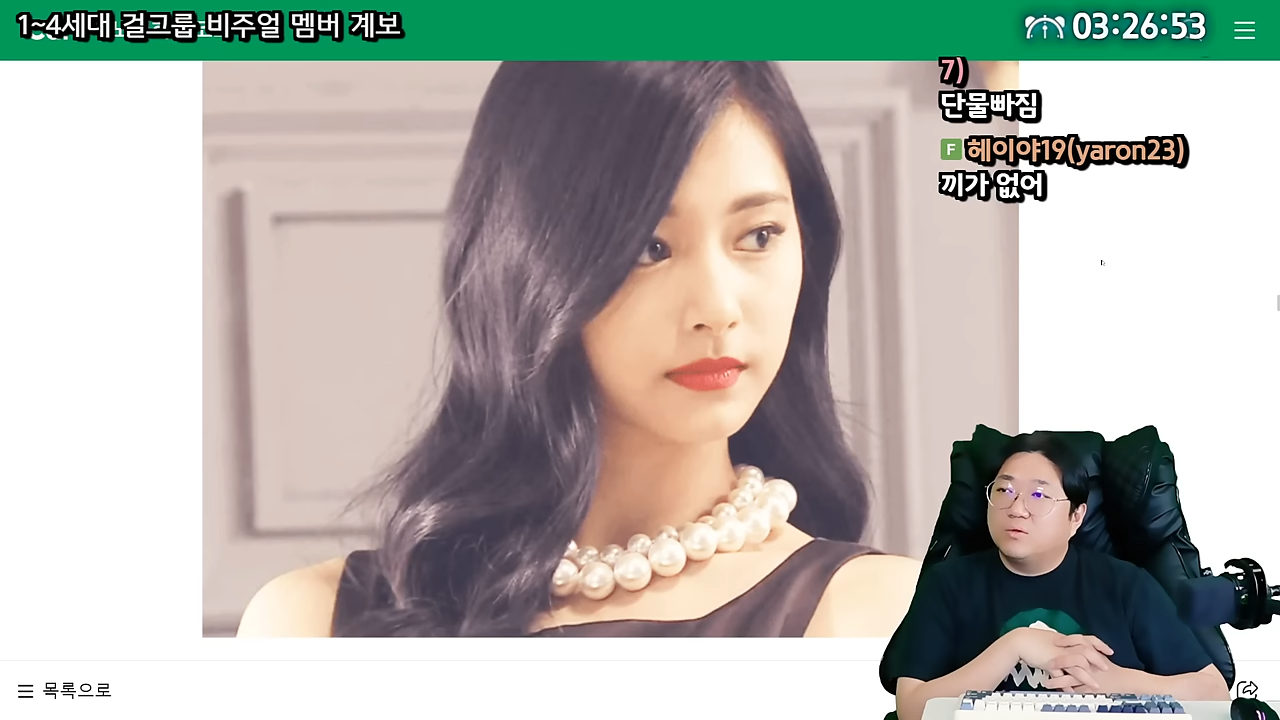 1~4세대 걸그룹 비주얼 멤버 계보
03:26:53
7)
단물빠짐
F 헤이야19(yaron23)
끼가 없어
목록으로